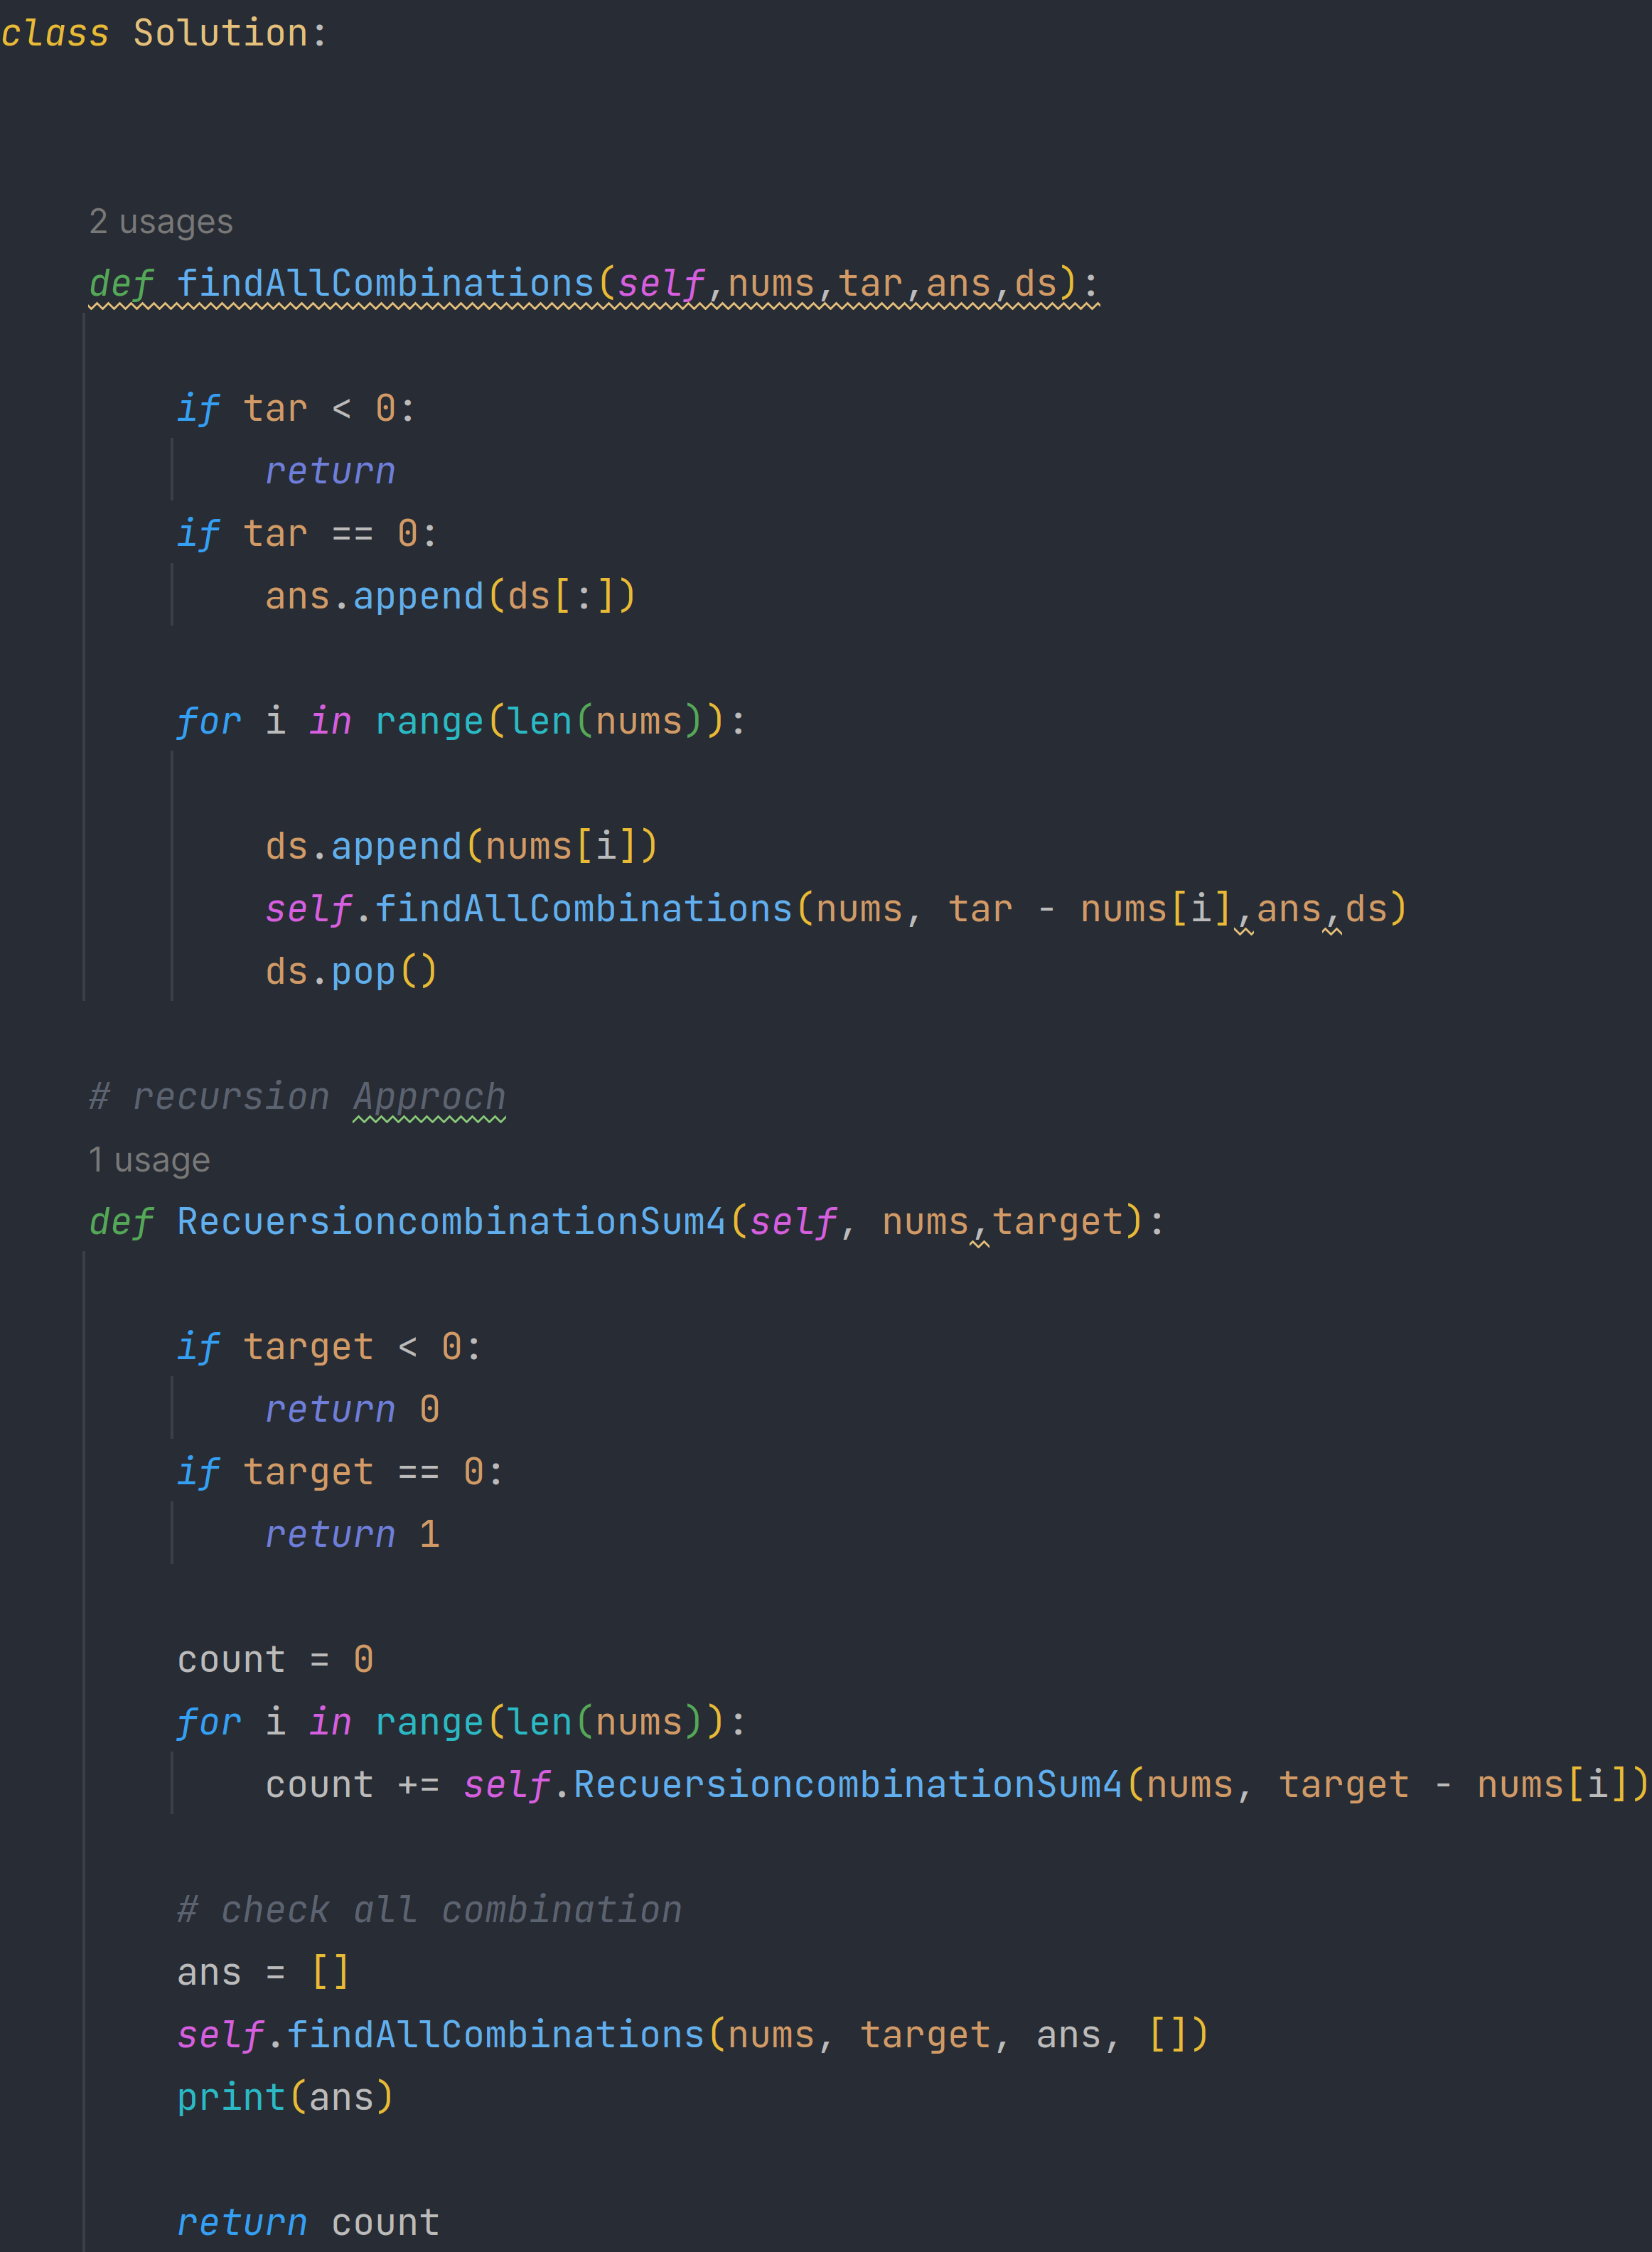 class Solution:
2 usages
def findAllCombinations(self,nums,tar,ans,ds):
if tar < 0:
return
if tar == 0:
ans.append(ds[:])
for i in range(len(nums)):
ds.append(nums[i])
self.findAllCombinations(nums, tar - nums[i],ans,ds)
ds.pop()
# recursion Approch
1 usage
def RecuersioncombinationSum4(self, nums,target):
if target < 0:
return 0
if target == 0:
return 1
count = 0
for i in range(len(nums)):
count += self.RecuersioncombinationSum4(nums, target - nums[i])
# check all combination
ans = []
self.findAllCombinations(nums, target, ans, [])
print(ans)
return count